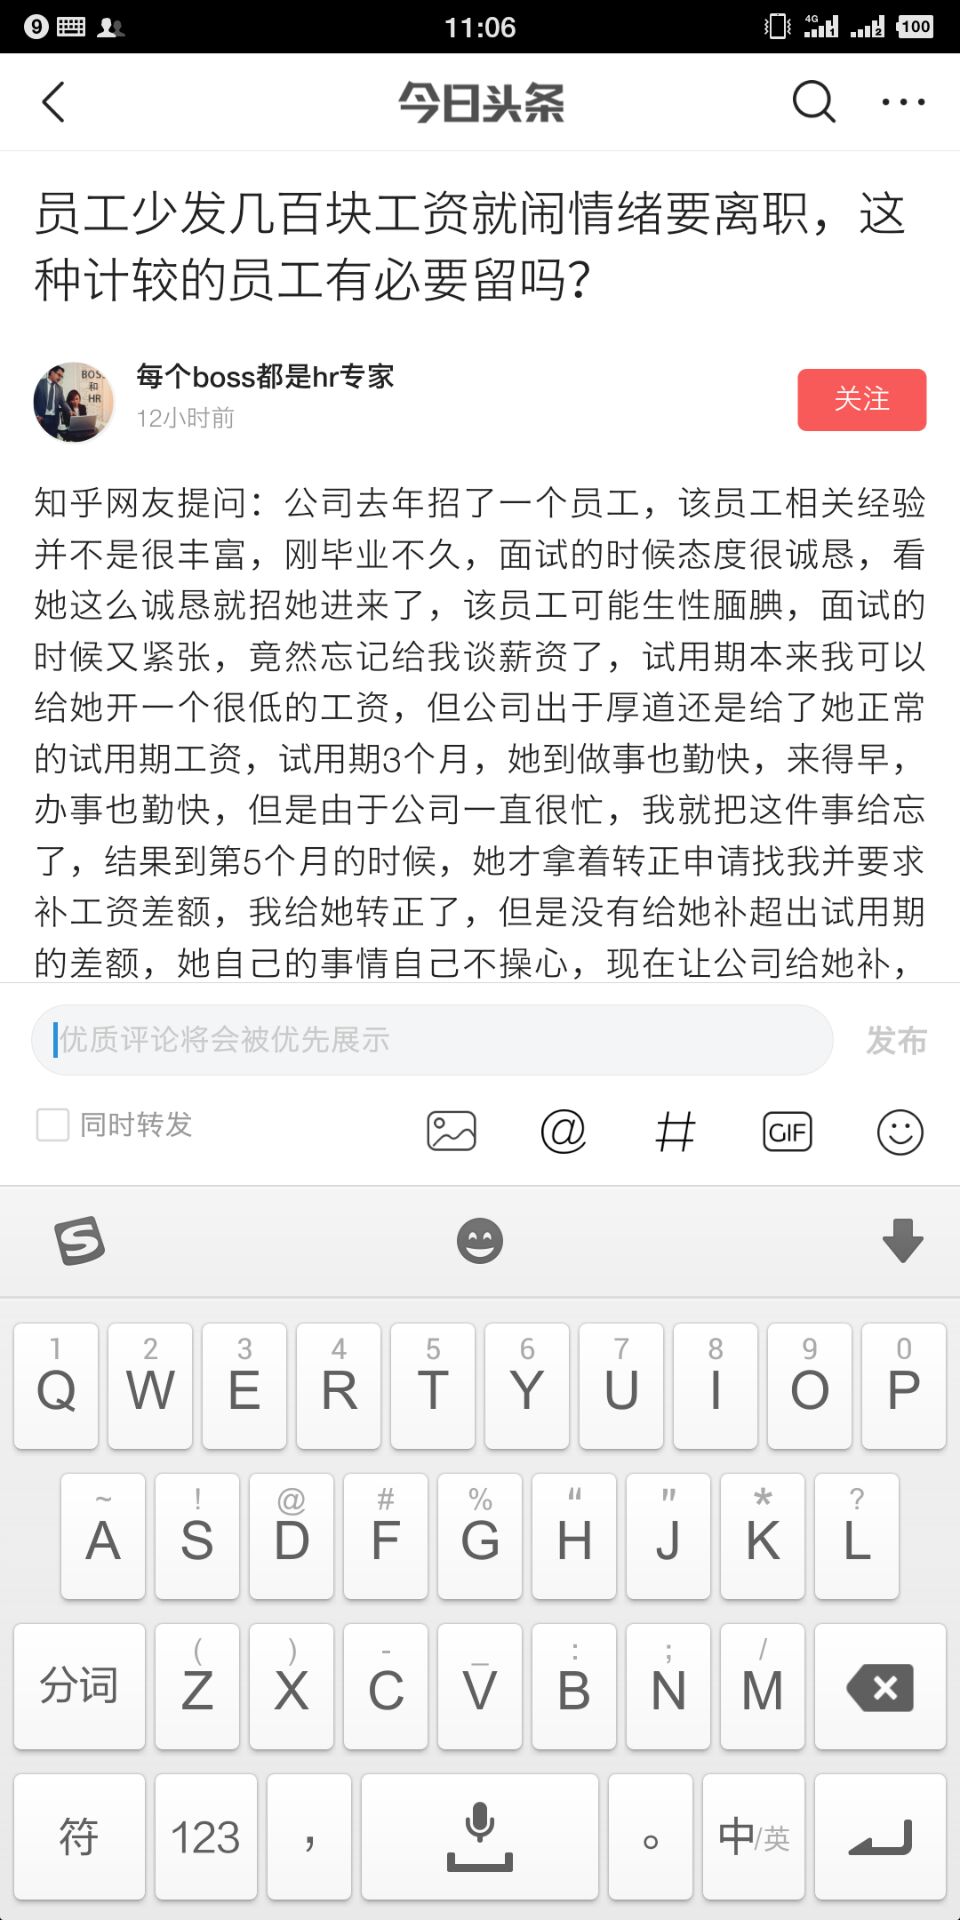 9 11:06 4G 1 2 100
今日头条
员工少发几百块工资就闹情绪要离职，这
种计较的员工有必要留吗？
BOSS
和
HR
每个boss都是hr专家
12小时前
关注
知乎网友提问：公司去年招了一个员工，该员工相关经验
并不是很丰富，刚毕业不久，面试的时候态度很诚恳，看
她这么诚恳就招她进来了，该员工可能生性腼腆，面试的
时候又紧张，竟然忘记给我谈薪资了，试用期本来我可以
给她开一个很低的工资，但公司出于厚道还是给了她正常
的试用期工资，试用期3个月，她到做事也勤快，来得早，
办事也勤快，但是由于公司一直很忙，我就把这件事给忘
了，结果到第5个月的时候，她才拿着转正申请找我并要求
补工资差额，我给她转正了，但是没有给她补超出试用期
的差额，她自己的事情自己不操心，现在让公司给她补，
优质评论将会被优先展示
发布
同时转发
@ # GIF
S
1 2 3 4 5 6 7 8 9 0
Q W E R T Y U I O P
~ ! @ # % “ ” * ?
A S D F G H J K L
( ) - _ : ; /
分词 Z X C V B N M
符 123 ， 。 中/英